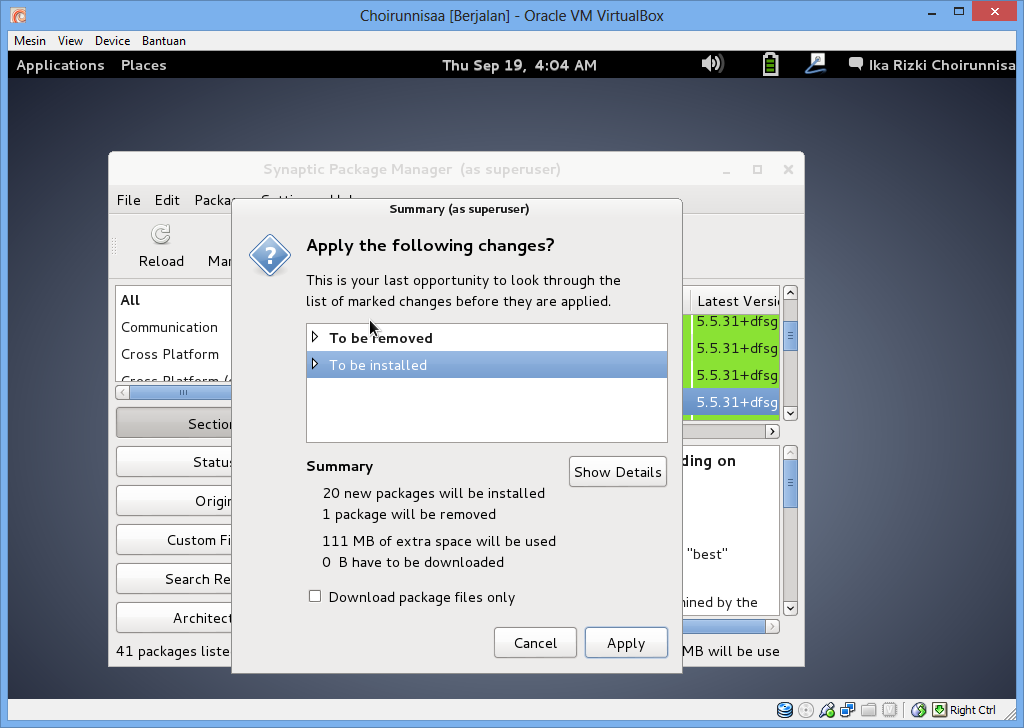 Choirunnisaa [Berjalan] - Oracle VM VirtualBox
Mesin View Device Bantuan
Applications Places Thu Sep 19, 4:04 AM Ika Rizki Choirunnisa
Synaptic Package Manager (as superuser)
File Edit
Summary (as superuser)
Reload
Apply the following changes?
This is your last opportunity to look through the
list of marked changes before they are applied.
All
Communication
Cross Platform
Cross Platform
Latest Versi
5.5.31+dfsg
5.5.31+dfsg
5.5.31+dfsg
5.5.31+dfsg
To be removed
To be installed
Sectio
Statu
Origi
Custom Fi
Search Re
Architect
41 packages liste
Summary
Show Details
20 new packages will be installed
1 package will be removed
111 MB of extra space will be used
0 B have to be downloaded
Download package files only
Cancel Apply
ding on
"best"
mined by the
MB will be use
Right Ctrl